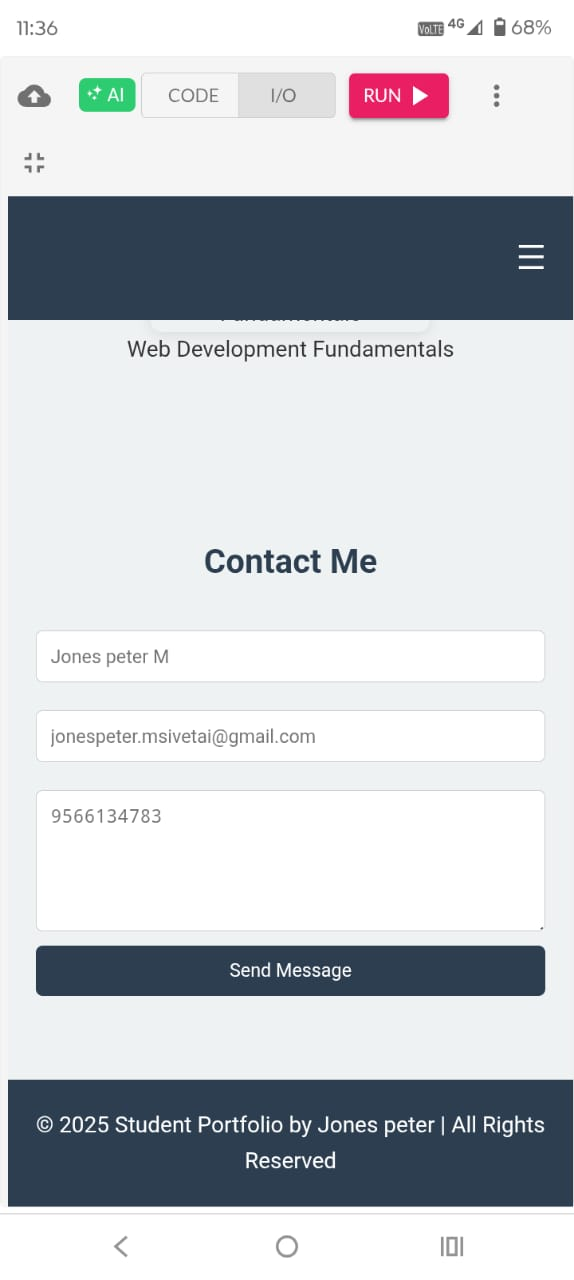 11:36
VoLTE 4G 68%
AI CODE I/O RUN
Web Development Fundamentals
Contact Me
Jones peter M
jonespeter.msivetai@gmail.com
9566134783
Send Message
© 2025 Student Portfolio by Jones peter | All Rights
Reserved